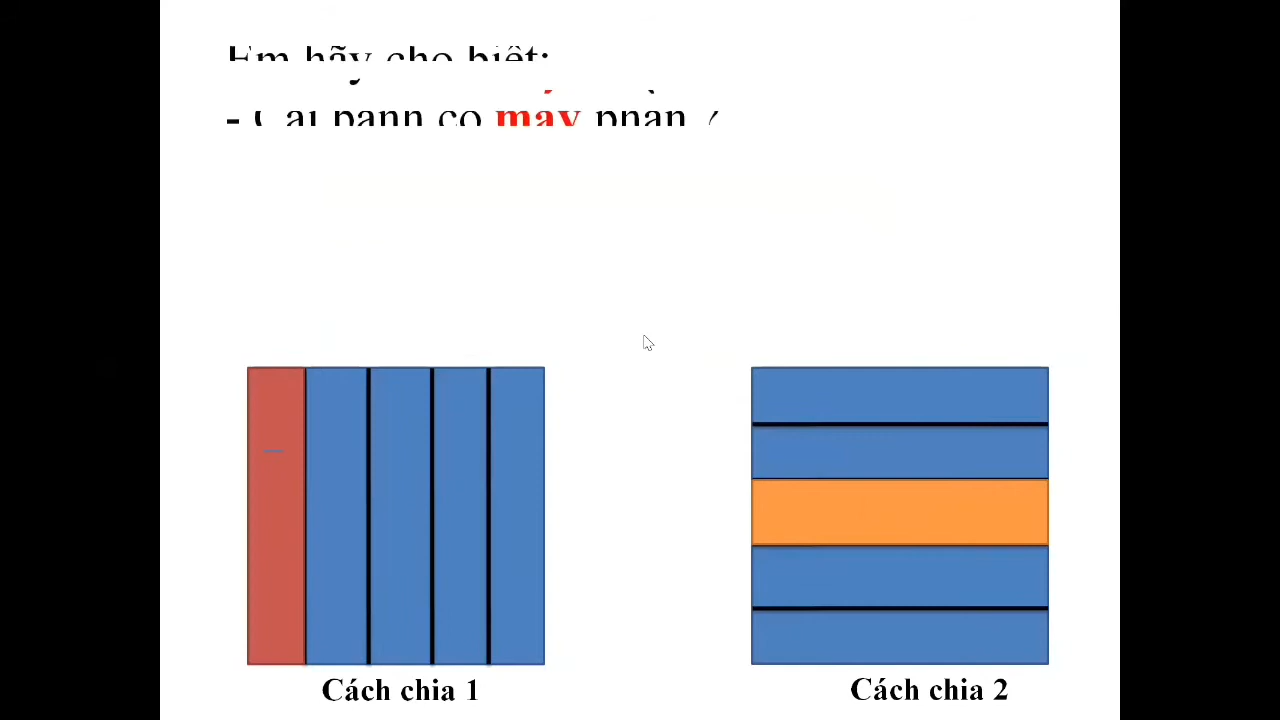 Em hãy cho biết:
- Cái bánh có mấy phần ?
Cách chia 1
Cách chia 2